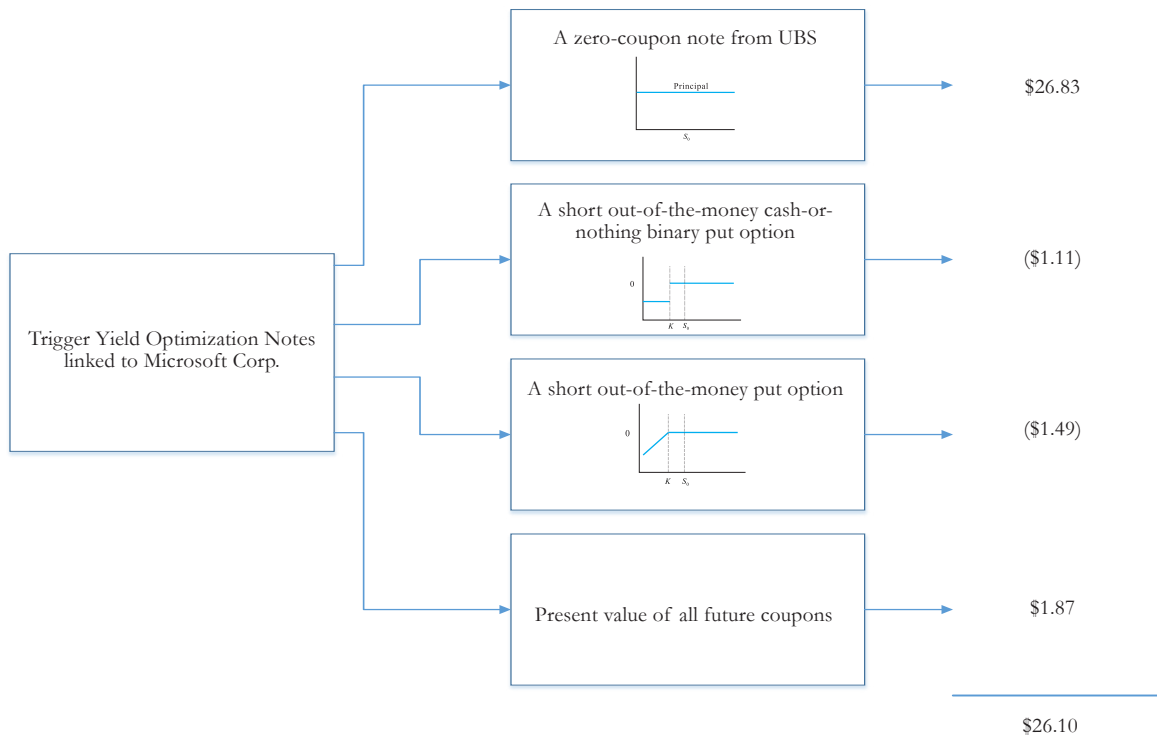 A zero-coupon note from UBS
Principal
S₀
$26.83
A short out-of-the-money cash-or-
nothing binary put option
0
K S₀
($1.11)
Trigger Yield Optimization Notes
linked to Microsoft Corp.
A short out-of-the-money put option
0
K S₀
($1.49)
Present value of all future coupons
$1.87
$26.10